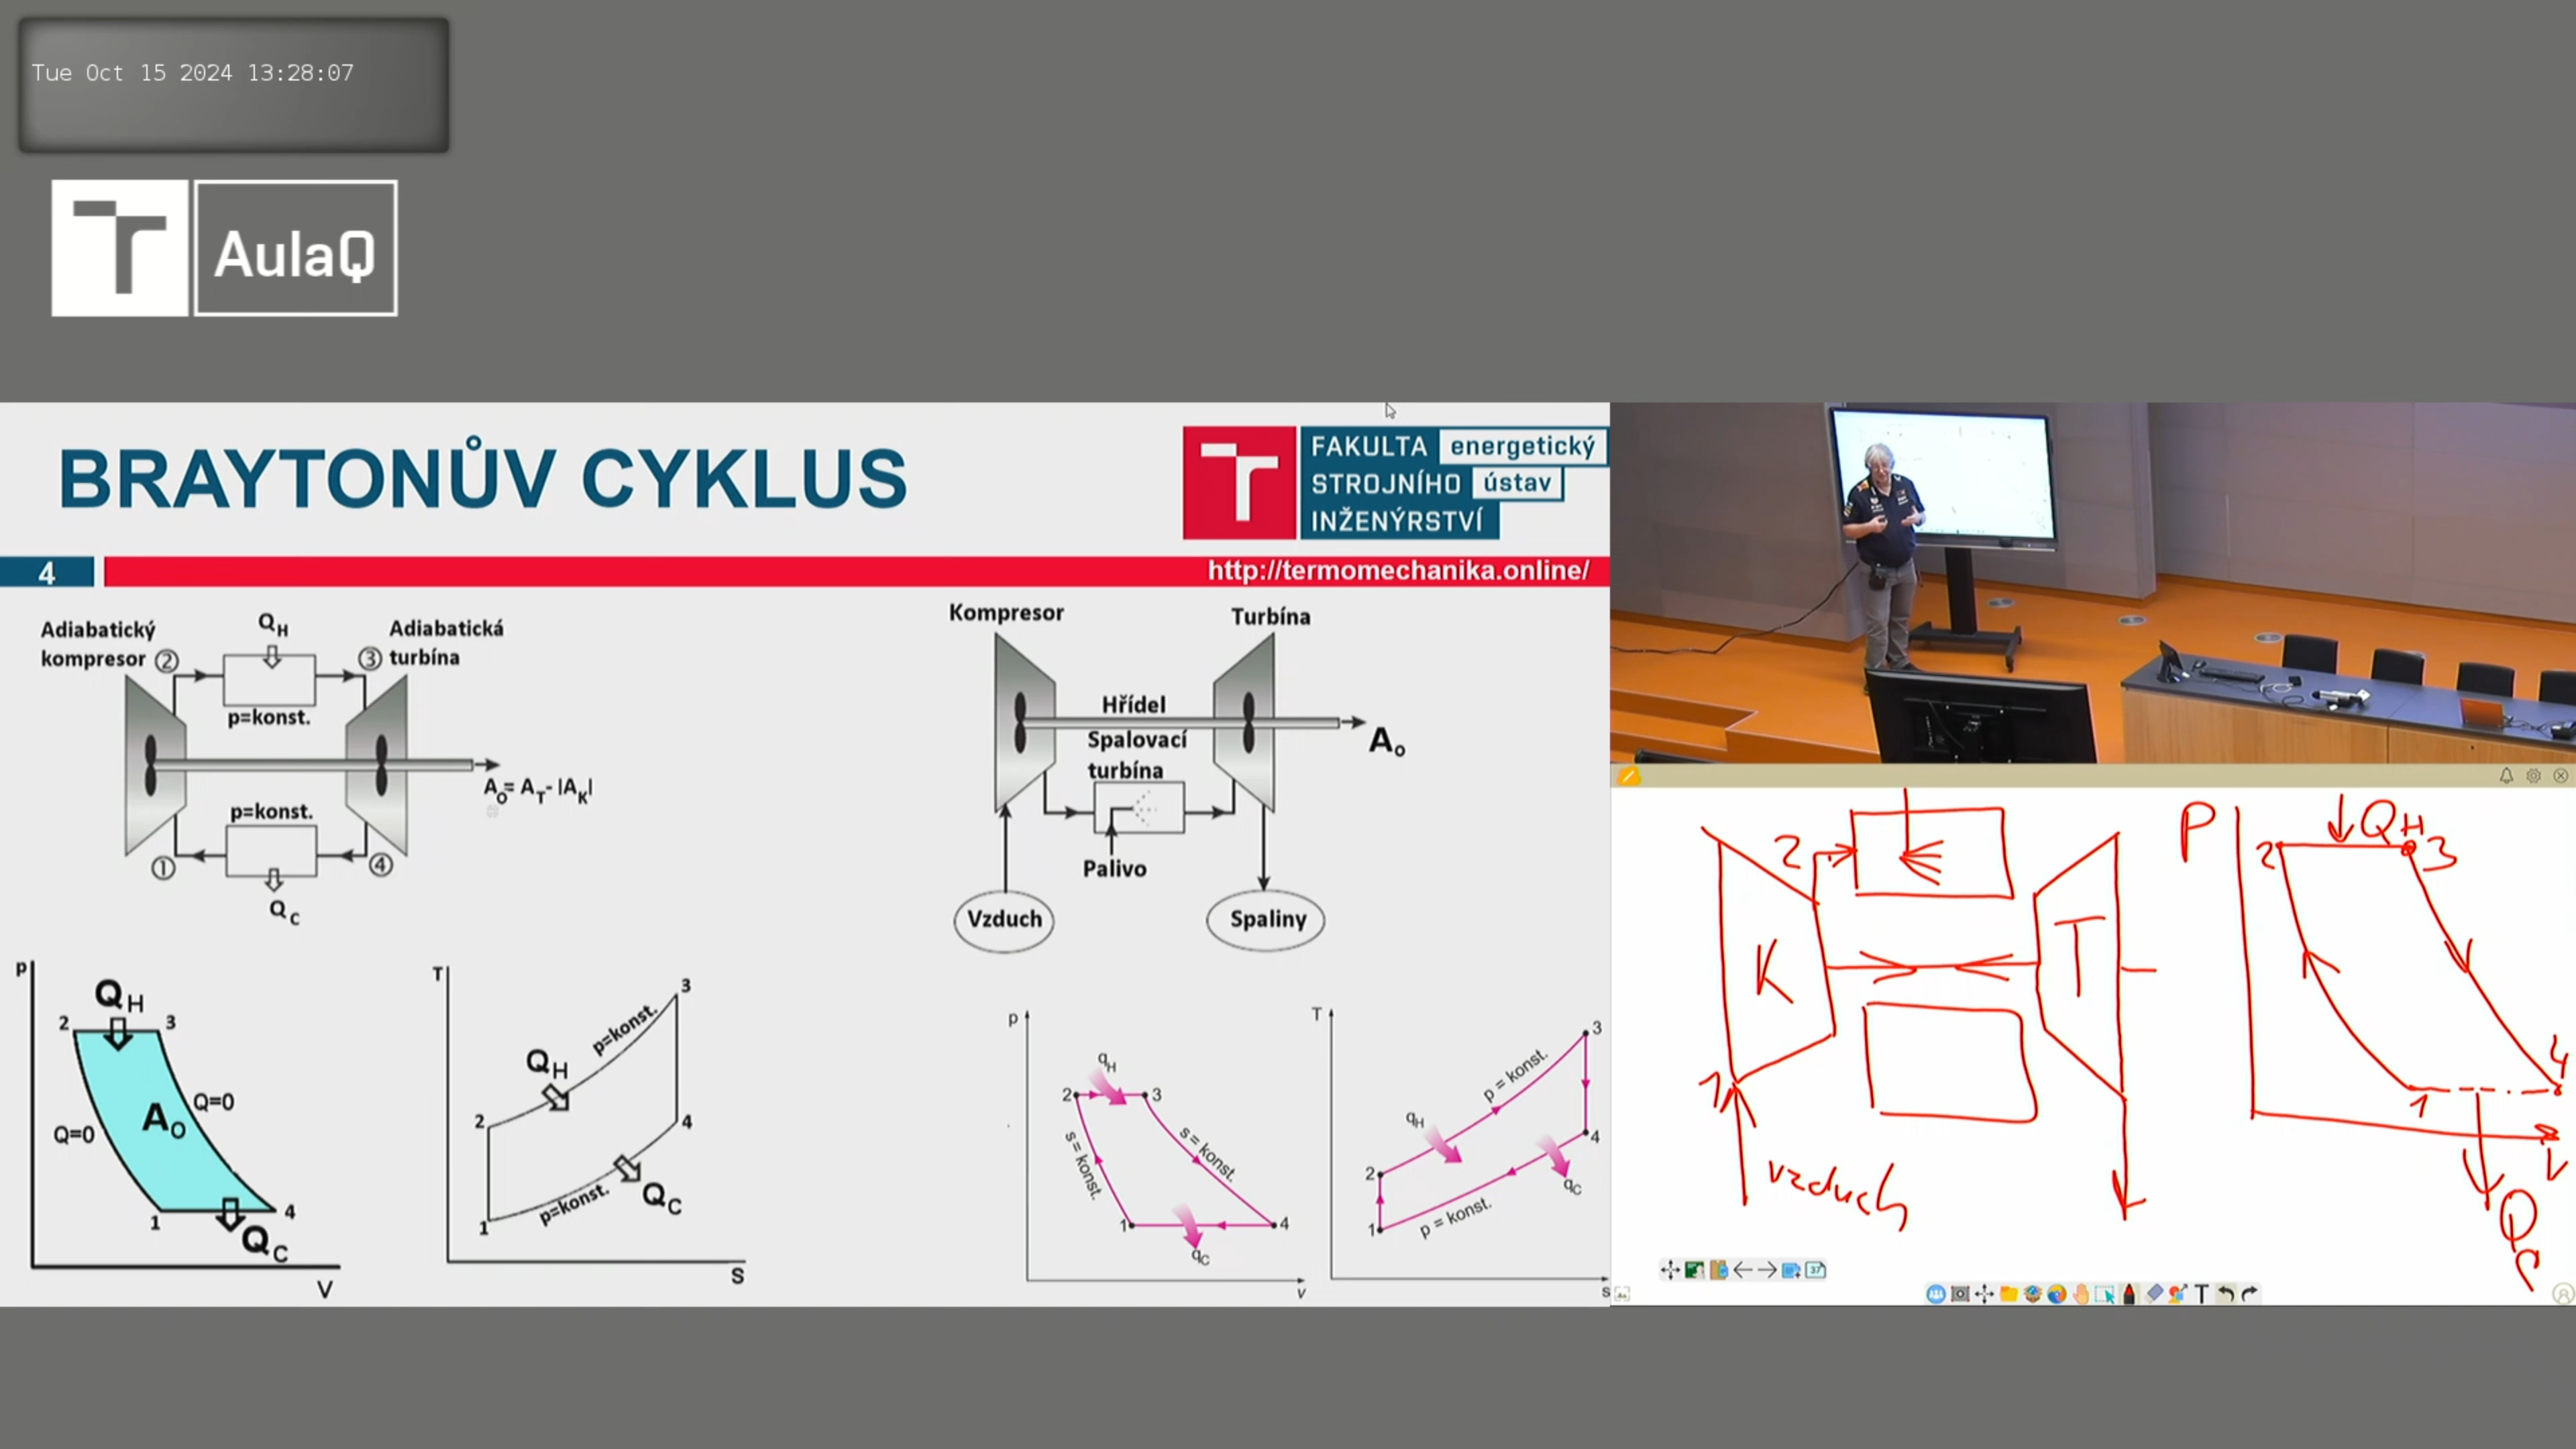 Tue Oct 15 2024 13:28:07
AulaQ
BRAYTONŮV CYKLUS
FAKULTA energetický
STROJNÍHO ústav
INŽENÝRSTVÍ
4
http://termomechanika.online/
Adiabatický
kompresor ②
Q_H
③ Adiabatická
turbína
p=konst.
A_O= A_T- |A_K|
p=konst.
①
④
Q_C
Kompresor
Turbína
Hřídel
Spalovací
turbína
A_o
Palivo
Vzduch
Spaliny
p
Q_H
2
3
Q=0
A_O
Q=0
1
4
Q_C
V
T
3
p=konst.
Q_H
2
4
p=konst.
Q_C
1
S
p
q_H
2
3
s = konst.
s = konst.
1
4
q_C
v
T
3
p = konst.
q_H
4
2
q_C
p = konst.
1
s
2
K
T
1
vzduch
P
Q_H
2
3
4
1
V
Q
37
T